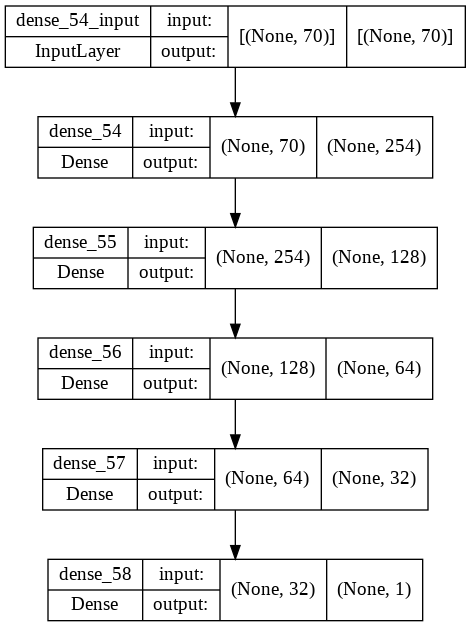 dense_54_input input: [(None, 70)] [(None, 70)]
InputLayer output:
dense_54 input: (None, 70) (None, 254)
Dense output:
dense_55 input: (None, 254) (None, 128)
Dense output:
dense_56 input: (None, 128) (None, 64)
Dense output:
dense_57 input: (None, 64) (None, 32)
Dense output:
dense_58 input: (None, 32) (None, 1)
Dense output: